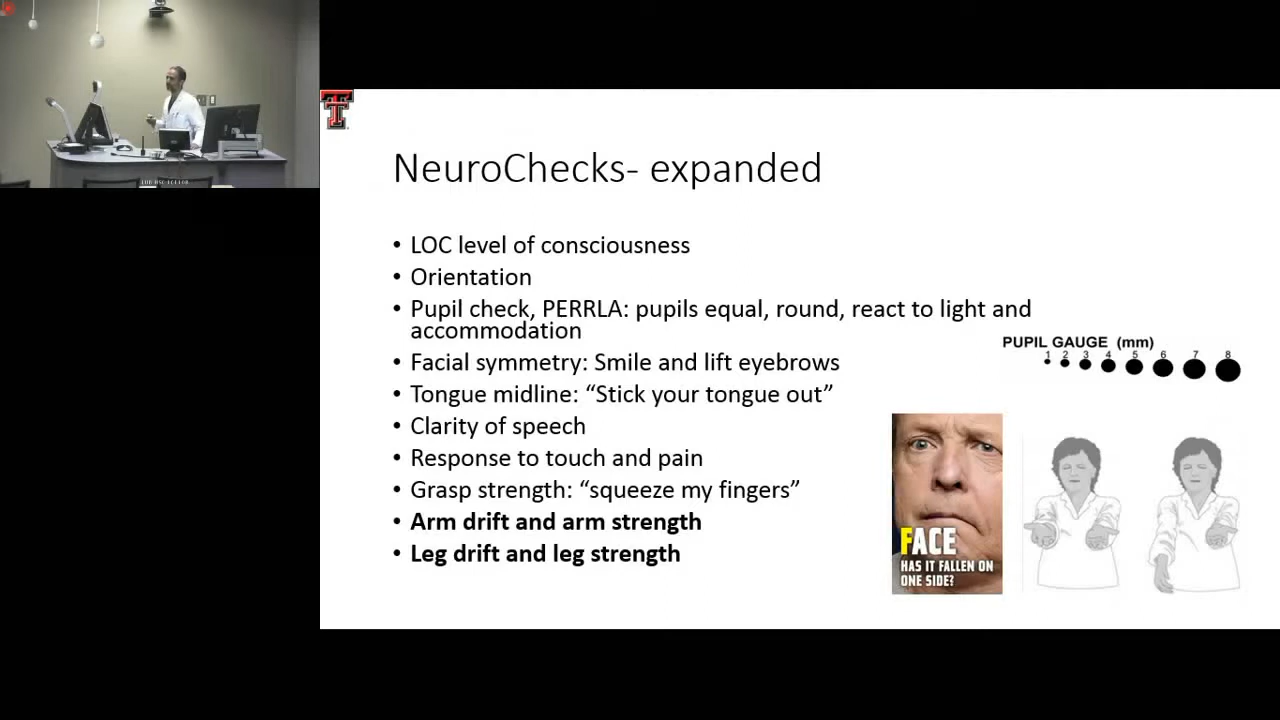 NeuroChecks- expanded
• LOC level of consciousness
• Orientation
• Pupil check, PERRLA: pupils equal, round, react to light and
accommodation
• Facial symmetry: Smile and lift eyebrows
• Tongue midline: “Stick your tongue out”
• Clarity of speech
• Response to touch and pain
• Grasp strength: “squeeze my fingers”
• Arm drift and arm strength
• Leg drift and leg strength
PUPIL GAUGE (mm)
1 2 3 4 5 6 7 8
FACE
HAS IT FALLEN ON
ONE SIDE?